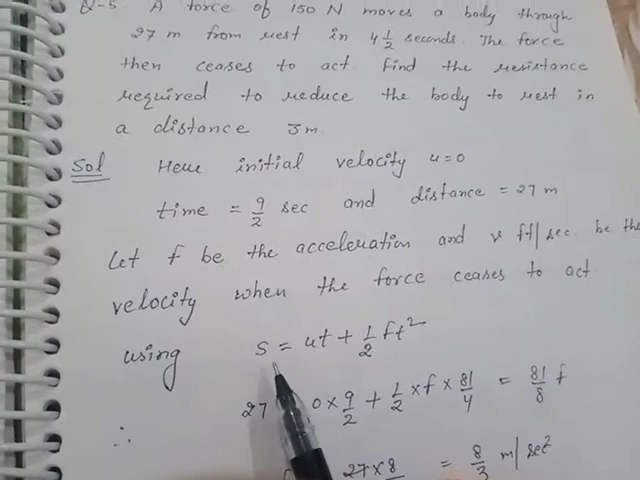 Q-5 A force of 150 N moves a body through
27 m from rest in 4 1/2 seconds. The force
then ceases to act find the resistance
required to reduce the body to rest in
a distance 3m.
Sol Here initial velocity u=0
time = 9/2 sec and distance = 27 m
Let f be the acceleration and v ft/sec be the
velocity when the force ceases to act
using s = ut + 1/2 ft²
∴ 27 0 × 9/2 + 1/2 × f × 81/4 = 81/8 f
27 × 8 = 8/3 m/sec²